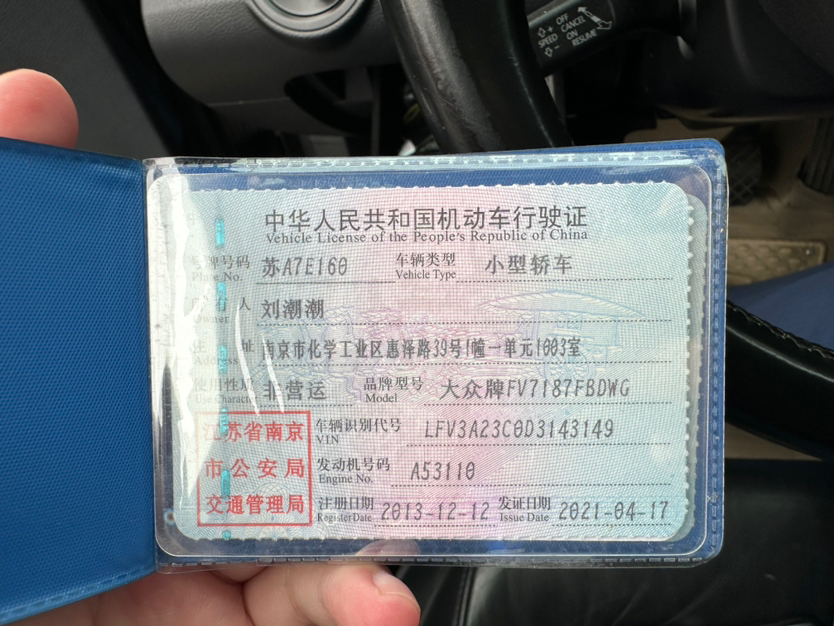 OFF
+ CANCEL
SPEED ON
- RESUME
中华人民共和国机动车行驶证
Vehicle License of the People's Republic of China
号牌号码 苏A7E160 车辆类型 小型轿车
Plate No. Vehicle Type
所有人 刘潮潮
Owner
住址 南京市化学工业区惠泽路39号1幢一单元1003室
Address
使用性质 非营运 品牌型号 大众牌FV7187FBDWG
Use Character Model
江苏省南京 车辆识别代号 LFV3A23C0D3143149
VIN
市公安局 发动机号码 A53110
Engine No.
交通管理局 注册日期 2013-12-12 发证日期 2021-04-17
Register Date Issue Date